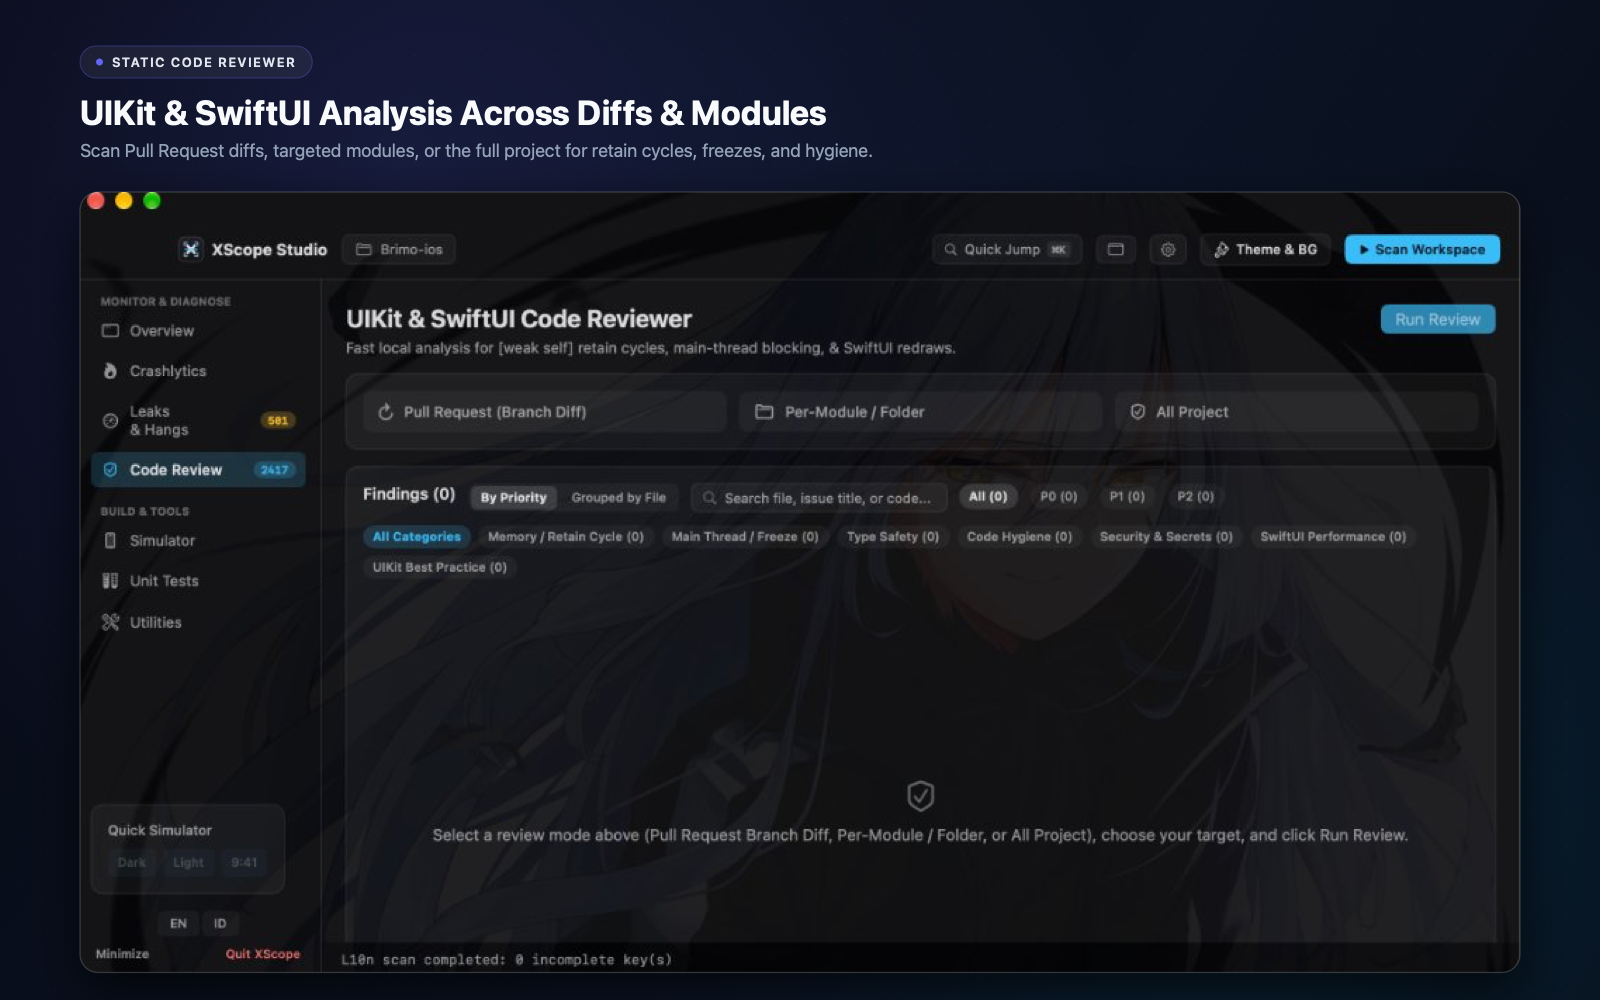 STATIC CODE REVIEWER
UIKit & SwiftUI Analysis Across Diffs & Modules
Scan Pull Request diffs, targeted modules, or the full project for retain cycles, freezes, and hygiene.
XScope Studio
Brimo-ios
Quick Jump ⌘K
Theme & BG
Scan Workspace
MONITOR & DIAGNOSE
Overview
Crashlytics
Leaks
& Hangs
501
Code Review
2417
BUILD & TOOLS
Simulator
Unit Tests
Utilities
Quick Simulator
Dark Light 9:41
EN ID
Minimize Quit XScope
UIKit & SwiftUI Code Reviewer
Run Review
Fast local analysis for [weak self] retain cycles, main-thread blocking, & SwiftUI redraws.
Pull Request (Branch Diff)
Per-Module / Folder
All Project
Findings (0) By Priority Grouped by File Search file, issue title, or code... All (0) P0 (0) P1 (0) P2 (0)
All Categories Memory / Retain Cycle (0) Main Thread / Freeze (0) Type Safety (0) Code Hygiene (0) Security & Secrets (0) SwiftUI Performance (0)
UIKit Best Practice (0)
Select a review mode above (Pull Request Branch Diff, Per-Module / Folder, or All Project), choose your target, and click Run Review.
L10n scan completed: 0 incomplete key(s)